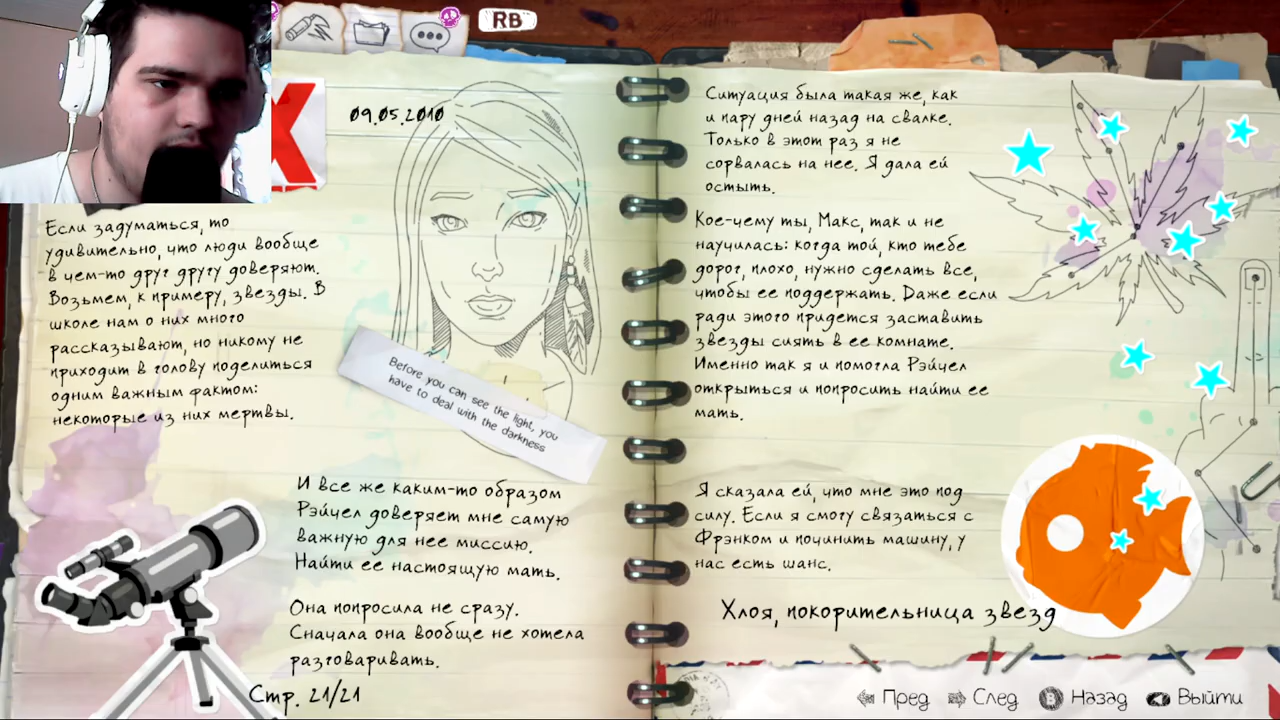 RB
X
09.05.2010
Если задуматься, то
удивительно, что люди вообще
в чем-то друг другу доверяют.
Возьмем, к примеру, звезды. В
школе нам о них много
рассказывают, но никому не
приходит в голову поделиться
одним важным фактом:
некоторые из них мертвы.
Before you can see the light, you
have to deal with the darkness
И все же каким-то образом
Рэйчел доверяет мне самую
важную для нее миссию.
Найти ее настоящую мать.
Она попросила не сразу.
Сначала она вообще не хотела
разговаривать.
Стр. 21/21
Ситуация была такая же, как
и пару дней назад на свалке.
Только в этот раз я не
сорвалась на нее. Я дала ей
остыть.
Кое-чему ты, Макс, так и не
научилась: когда той, кто тебе
дорог, плохо, нужно сделать все,
чтобы ее поддержать. Даже если
ради этого придется заставить
звезды сиять в ее комнате.
Именно так я и помогла Рэйчел
открыться и попросить найти ее
мать.
Я сказала ей, что мне это под
силу. Если я смогу связаться с
Фрэнком и починить машину, у
нас есть шанс.
Хлоя, покорительница звезд
Пред След Назад Выйти